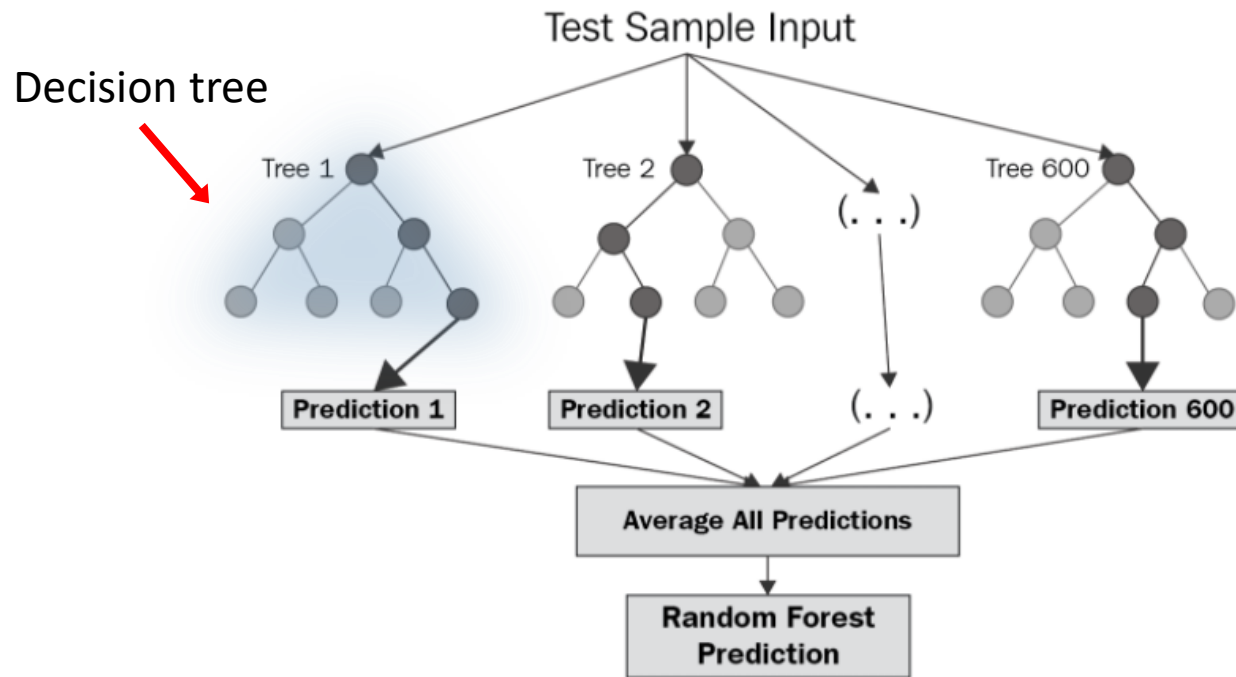 Test Sample Input
Decision tree
Tree 1
Tree 2
Tree 600
(. . .)
Prediction 1
Prediction 2
(. . .)
Prediction 600
Average All Predictions
Random Forest
Prediction